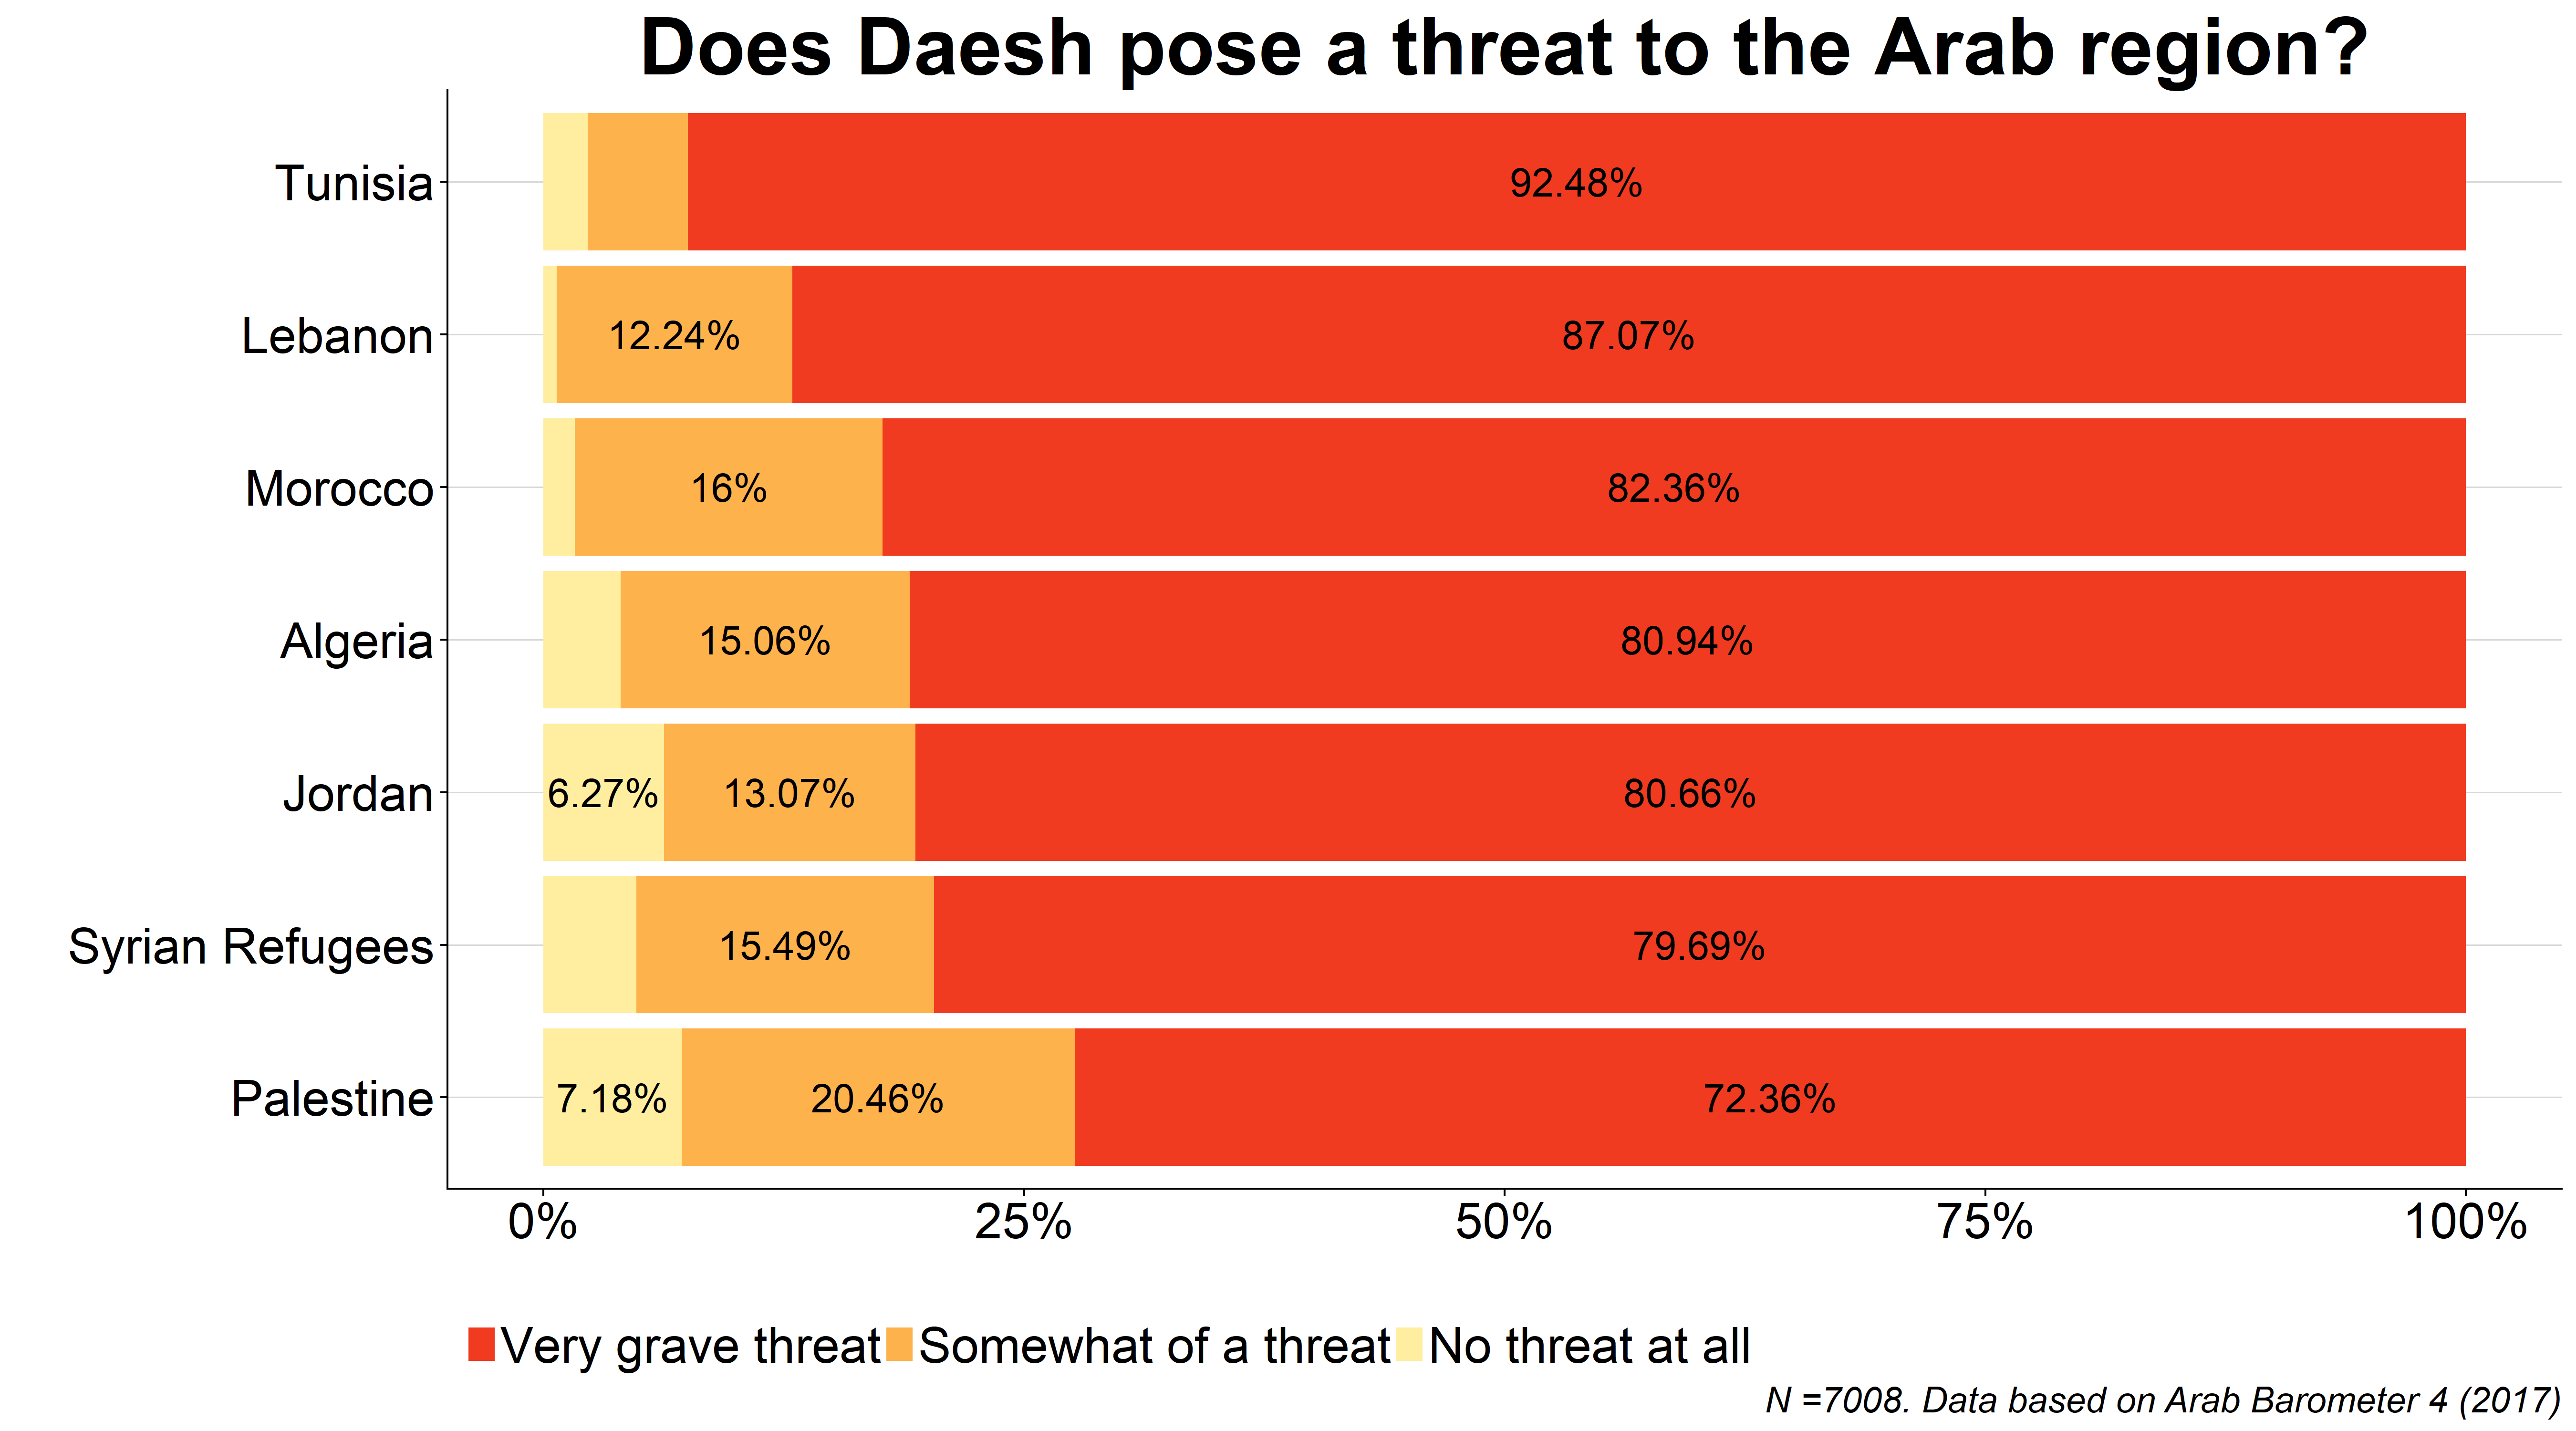 Does Daesh pose a threat to the Arab region?
Tunisia 92.48%
Lebanon 12.24% 87.07%
Morocco 16% 82.36%
Algeria 15.06% 80.94%
Jordan 6.27% 13.07% 80.66%
Syrian Refugees 15.49% 79.69%
Palestine 7.18% 20.46% 72.36%
0% 25% 50% 75% 100%
Very grave threat Somewhat of a threat No threat at all
N =7008. Data based on Arab Barometer 4 (2017)